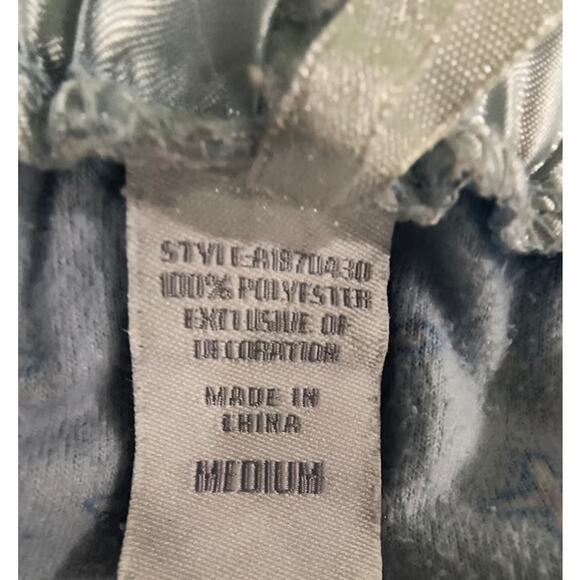 STYLE:A1870430
100% POLYESTER
EXCLUSIVE OF
DECORATION
MADE IN
CHINA
MEDIUM